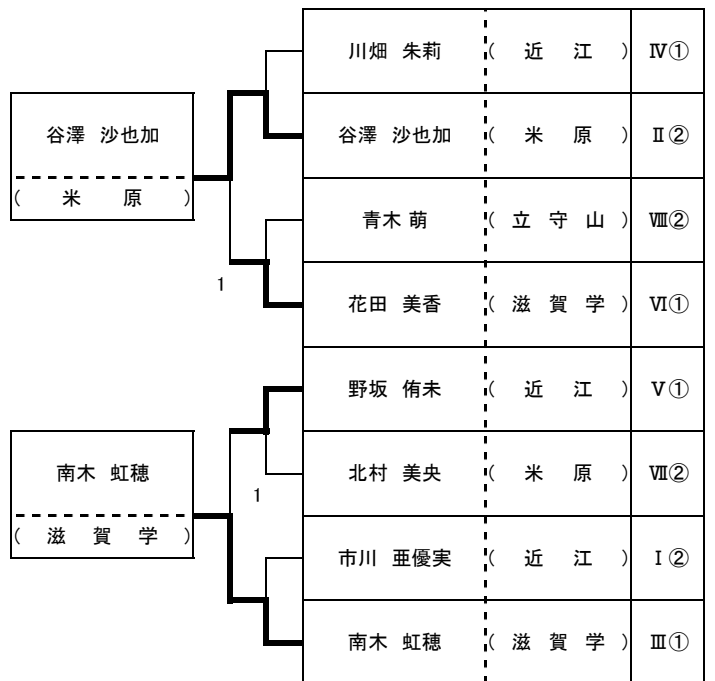 川畑 朱莉 ( 近 江 ) Ⅳ①
谷澤 沙也加 ( 米 原 ) Ⅱ②
青木 萌 ( 立 守 山 ) Ⅷ②
花田 美香 ( 滋 賀 学 ) Ⅵ①
野坂 侑未 ( 近 江 ) Ⅴ①
北村 美央 ( 米 原 ) Ⅶ②
市川 亜優実 ( 近 江 ) Ⅰ②
南木 虹穂 ( 滋 賀 学 ) Ⅲ①
谷澤 沙也加
( 米 原 )
1
南木 虹穂
( 滋 賀 学 )
1